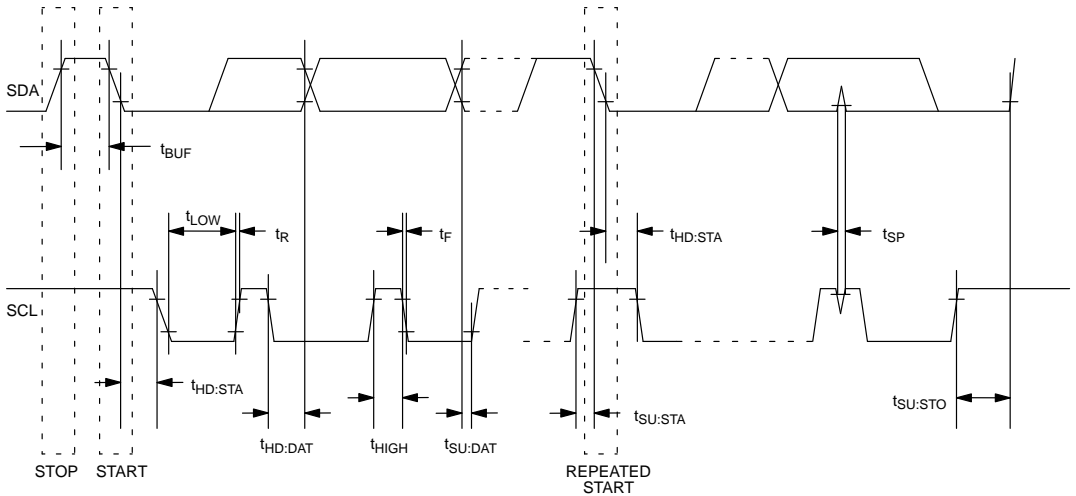 SDA
tBUF
tLOW
tR
tF
tHD:STA
tSP
SCL
tHD:STA
tHD:DAT
tHIGH
tSU:DAT
tSU:STA
tSU:STO
STOP
START
REPEATED
START